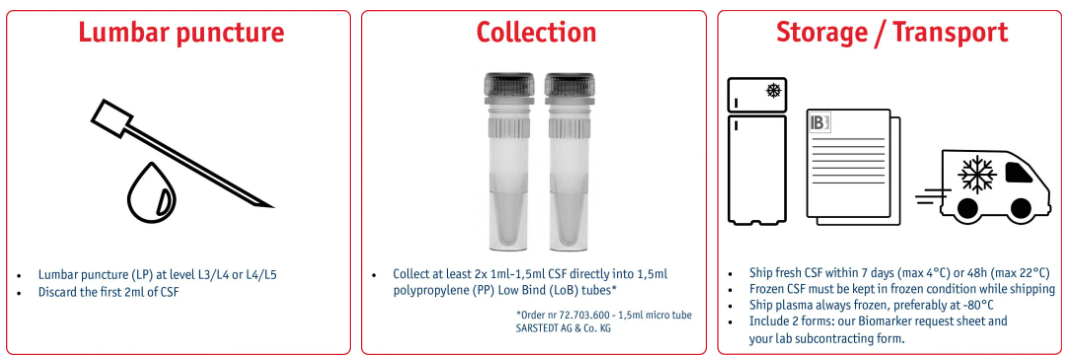 Lumbar puncture
• Lumbar puncture (LP) at level L3/L4 or L4/L5
• Discard the first 2ml of CSF
Collection
• Collect at least 2x 1ml-1,5ml CSF directly into 1,5ml
polypropylene (PP) Low Bind (LoB) tubes*
*Order nr 72.703.600 - 1,5ml micro tube
SARSTEDT AG & Co. KG
Storage / Transport
IB
• Ship fresh CSF within 7 days (max 4°C) or 48h (max 22°C)
• Frozen CSF must be kept in frozen condition while shipping
• Ship plasma always frozen, preferably at -80°C
• Include 2 forms: our Biomarker request sheet and
your lab subcontracting form.